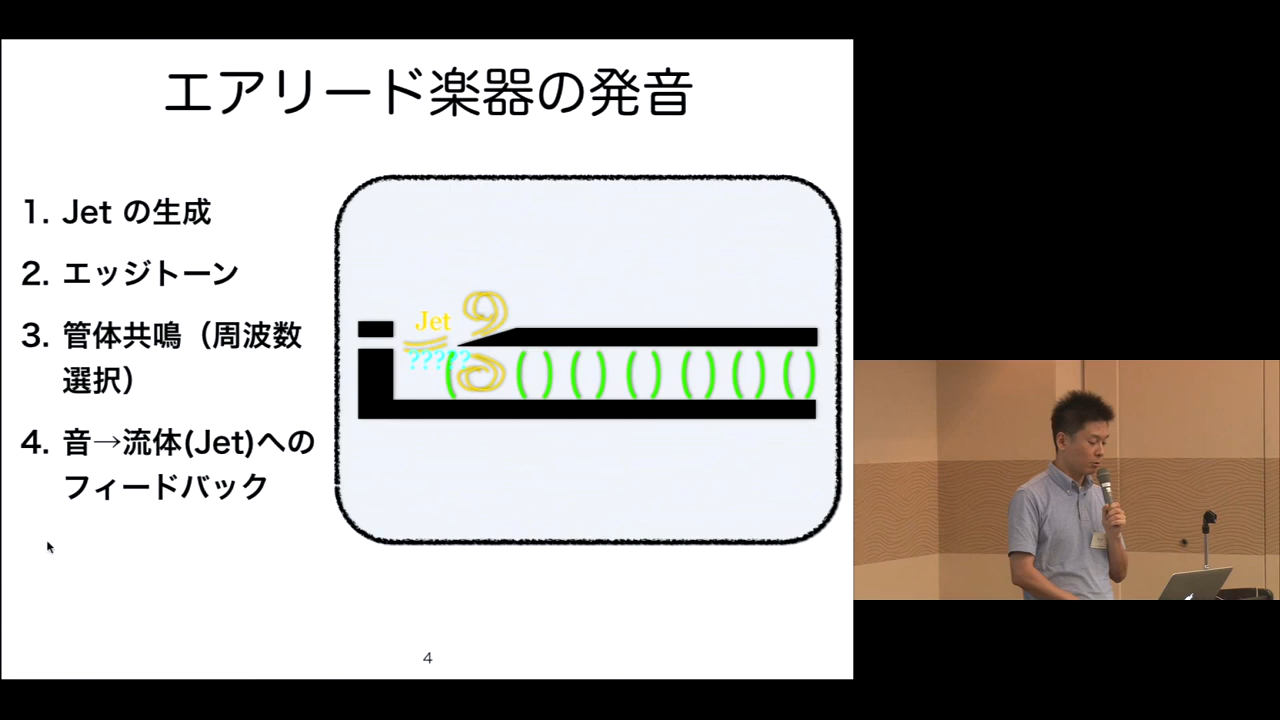 エアリード楽器の発音
1. Jet の生成
2. エッジトーン
3. 管体共鳴（周波数
選択）
4. 音→流体(Jet)への
フィードバック
Jet
?????
4